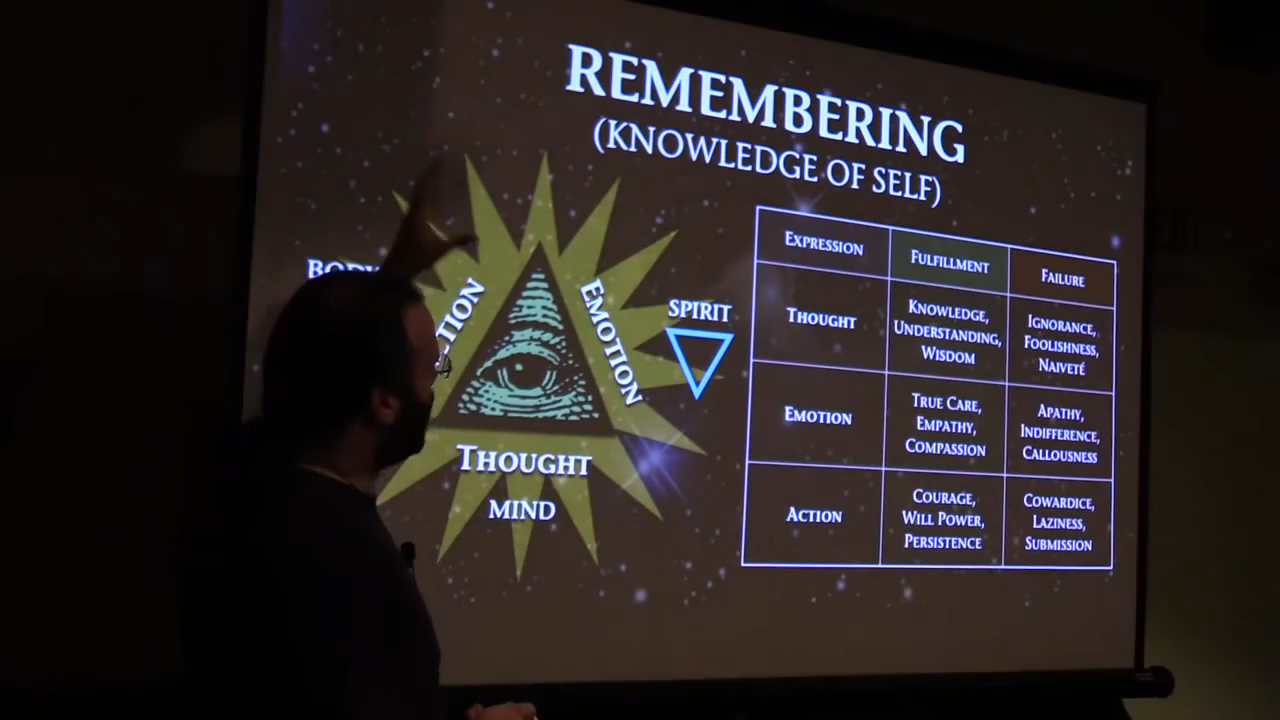 REMEMBERING
(KNOWLEDGE OF SELF)
EMOTION
SPIRIT
THOUGHT
MIND
EXPRESSION
FULFILLMENT
FAILURE
THOUGHT
KNOWLEDGE,
UNDERSTANDING,
WISDOM
IGNORANCE,
FOOLISHNESS,
NAIVETÉ
EMOTION
TRUE CARE,
EMPATHY,
COMPASSION
APATHY,
INDIFFERENCE,
CALLOUSNESS
ACTION
COURAGE,
WILL POWER,
PERSISTENCE
COWARDICE,
LAZINESS,
SUBMISSION